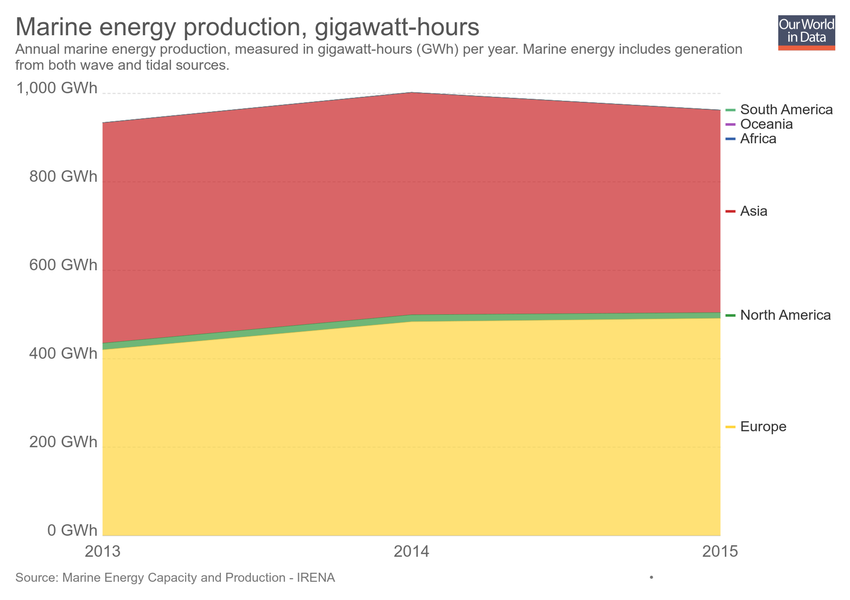 Marine energy production, gigawatt-hours
Our World
in Data
Annual marine energy production, measured in gigawatt-hours (GWh) per year. Marine energy includes generation
from both wave and tidal sources.
1,000 GWh
800 GWh
600 GWh
400 GWh
200 GWh
0 GWh
South America
Oceania
Africa
Asia
North America
Europe
2013
2014
2015
Source: Marine Energy Capacity and Production - IRENA
•